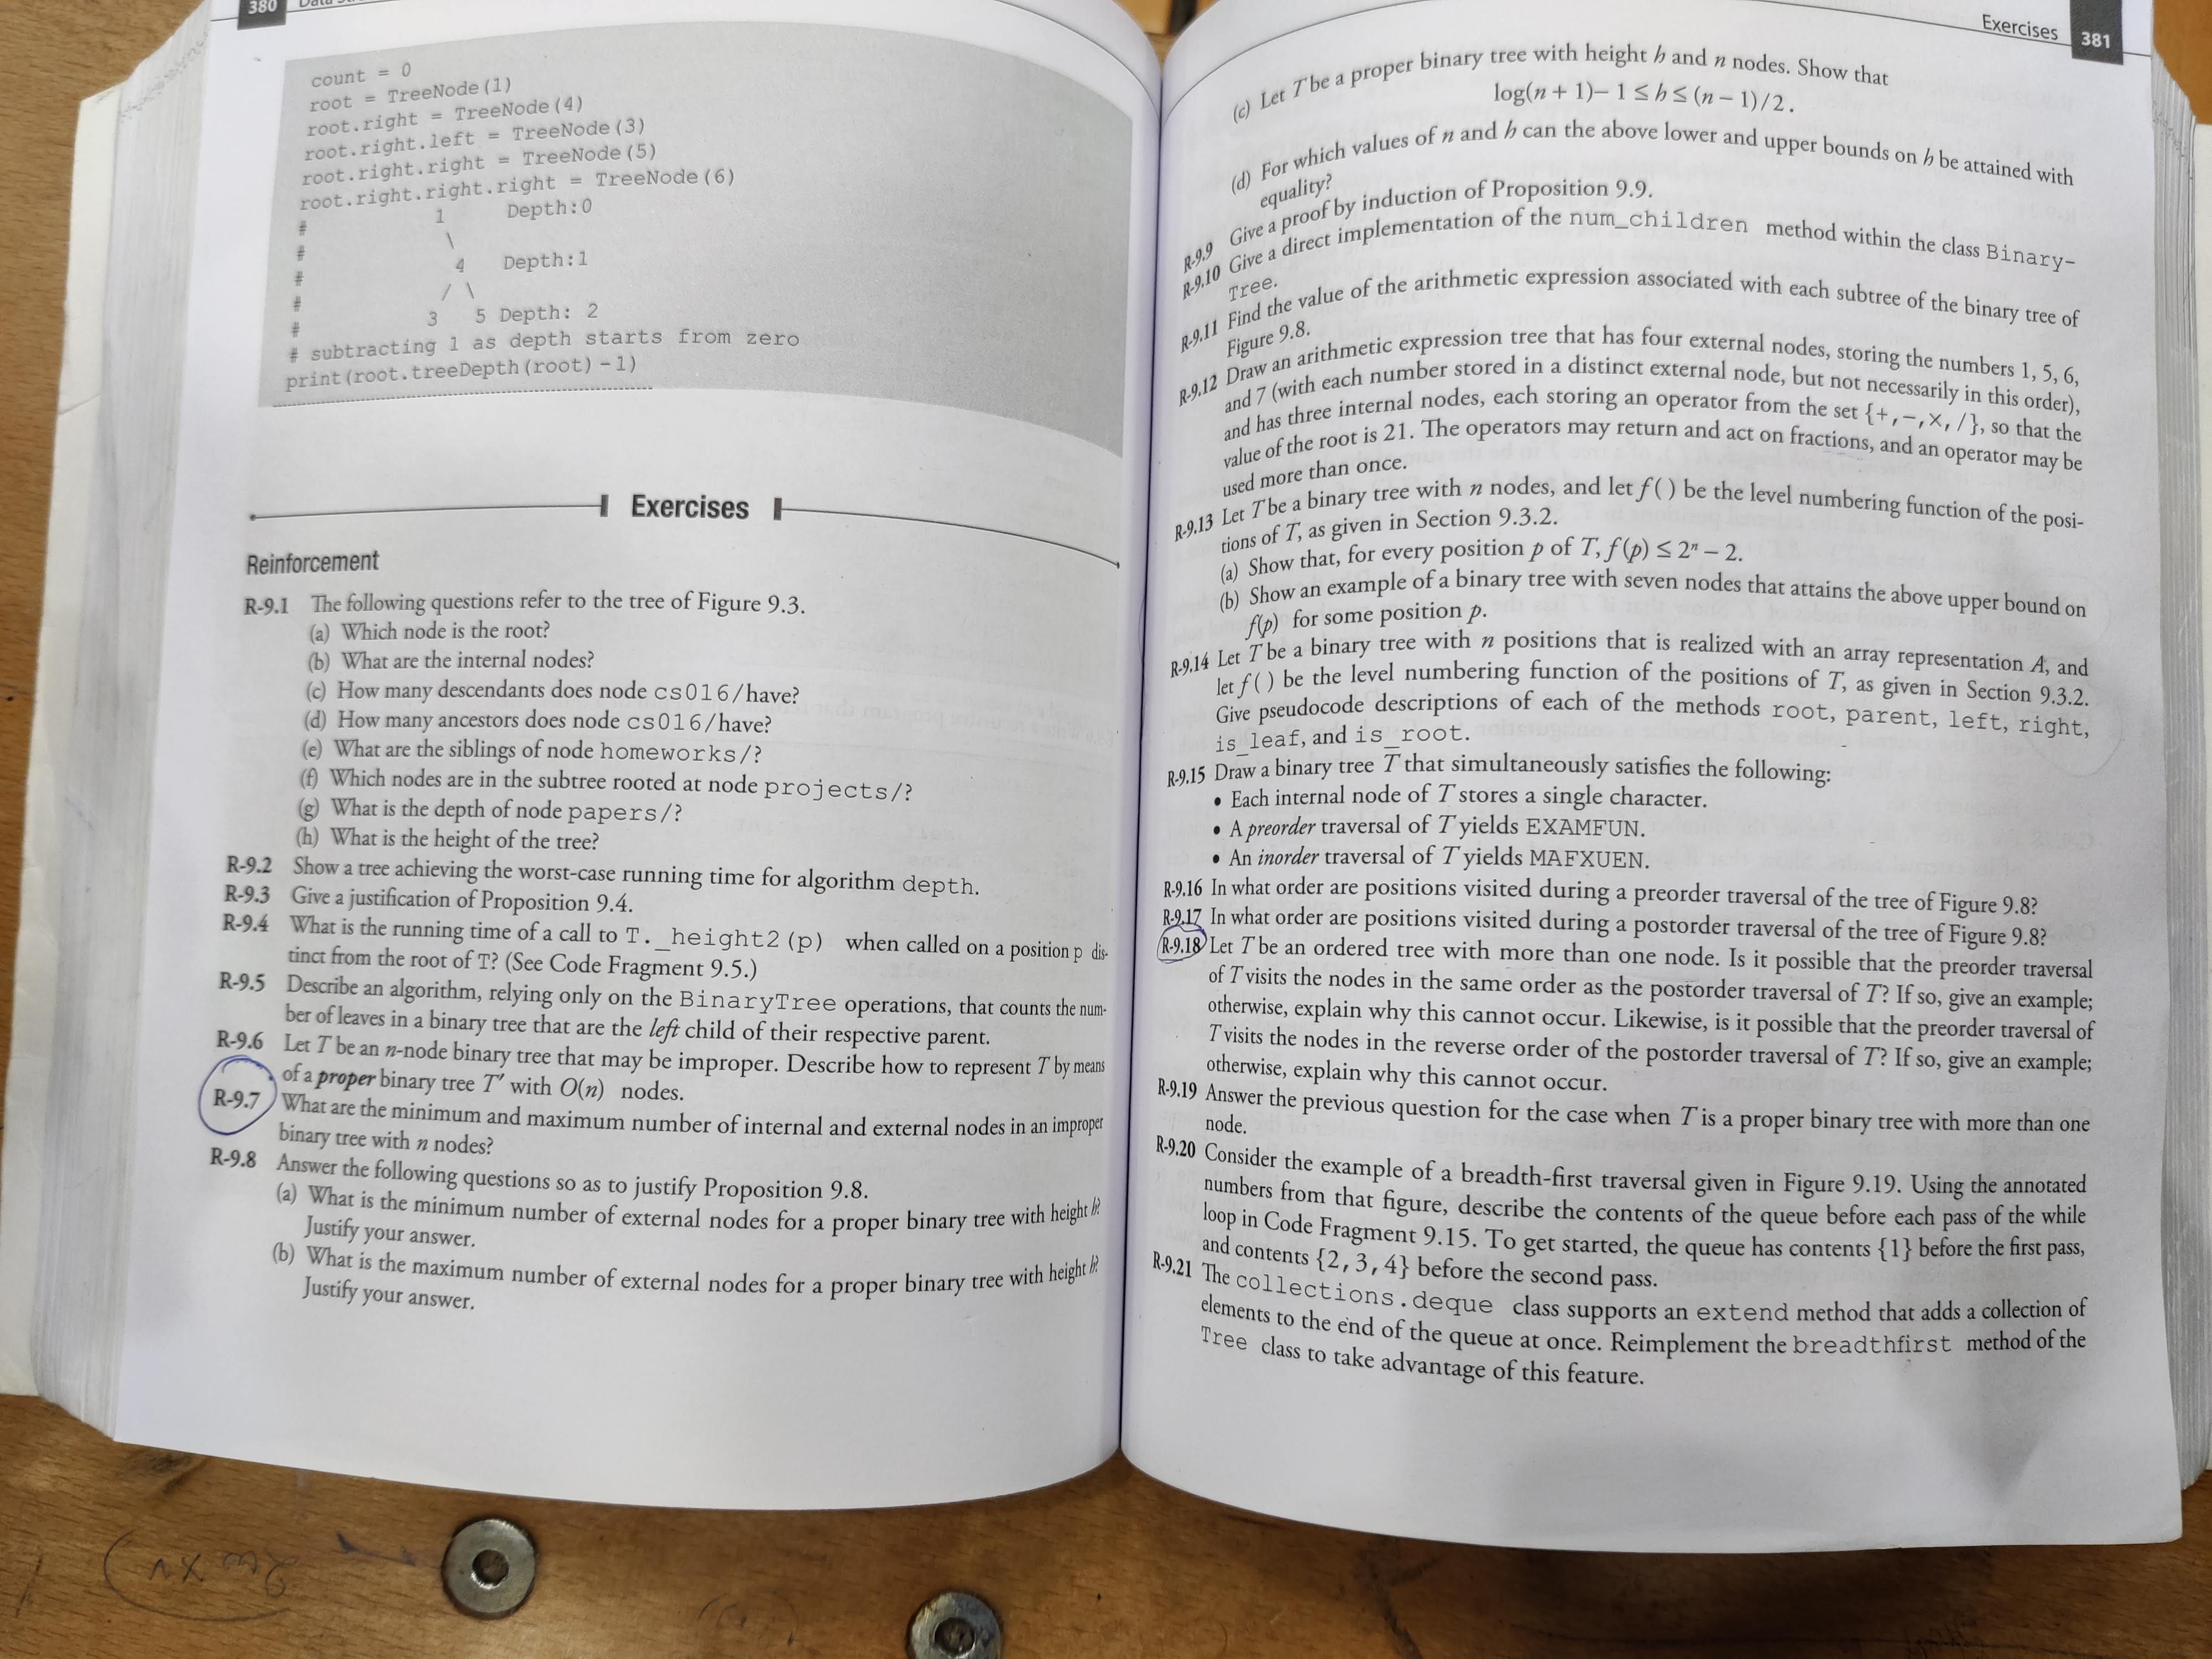 380
count = 0
root = TreeNode(1)
root.right = TreeNode(4)
root.right.left = TreeNode(3)
root.right.right = TreeNode(5)
root.right.right.right = TreeNode(6)
# 1 Depth:0
# \
# 4 Depth:1
# / \
# 3 5 Depth: 2
# subtracting 1 as depth starts from zero
print(root.treeDepth(root)-1)
Exercises
Reinforcement
R-9.1 The following questions refer to the tree of Figure 9.3.
(a) Which node is the root?
(b) What are the internal nodes?
(c) How many descendants does node cs016/have?
(d) How many ancestors does node cs016/have?
(e) What are the siblings of node homeworks/?
(f) Which nodes are in the subtree rooted at node projects/?
(g) What is the depth of node papers/?
(h) What is the height of the tree?
R-9.2 Show a tree achieving the worst-case running time for algorithm depth.
R-9.3 Give a justification of Proposition 9.4.
R-9.4 What is the running time of a call to T._height2(p) when called on a position p dis-
tinct from the root of T? (See Code Fragment 9.5.)
R-9.5 Describe an algorithm, relying only on the BinaryTree operations, that counts the num-
ber of leaves in a binary tree that are the left child of their respective parent.
R-9.6 Let T be an n-node binary tree that may be improper. Describe how to represent T by means
of a proper binary tree T′ with O(n) nodes.
R-9.7 What are the minimum and maximum number of internal and external nodes in an improper
binary tree with n nodes?
R-9.8 Answer the following questions so as to justify Proposition 9.8.
(a) What is the minimum number of external nodes for a proper binary tree with height h?
Justify your answer.
(b) What is the maximum number of external nodes for a proper binary tree with height h?
Justify your answer.
Exercises 381
(c) Let T be a proper binary tree with height h and n nodes. Show that
log(n + 1)– 1 ≤ h ≤ (n – 1)/2.
(d) For which values of n and h can the above lower and upper bounds on h be attained with
equality?
R-9.9 Give a proof by induction of Proposition 9.9.
R-9.10 Give a direct implementation of the num_children method within the class Binary-
Tree.
R-9.11 Find the value of the arithmetic expression associated with each subtree of the binary tree of
Figure 9.8.
R-9.12 Draw an arithmetic expression tree that has four external nodes, storing the numbers 1, 5, 6,
and 7 (with each number stored in a distinct external node, but not necessarily in this order),
and has three internal nodes, each storing an operator from the set {+,–,×,/}, so that the
value of the root is 21. The operators may return and act on fractions, and an operator may be
used more than once.
R-9.13 Let T be a binary tree with n nodes, and let f() be the level numbering function of the posi-
tions of T, as given in Section 9.3.2.
(a) Show that, for every position p of T, f(p) ≤ 2ⁿ – 2.
(b) Show an example of a binary tree with seven nodes that attains the above upper bound on
f(p) for some position p.
R-9.14 Let T be a binary tree with n positions that is realized with an array representation A, and
let f() be the level numbering function of the positions of T, as given in Section 9.3.2.
Give pseudocode descriptions of each of the methods root, parent, left, right,
is_leaf, and is_root.
R-9.15 Draw a binary tree T that simultaneously satisfies the following:
• Each internal node of T stores a single character.
• A preorder traversal of T yields EXAMFUN.
• An inorder traversal of T yields MAFXUEN.
R-9.16 In what order are positions visited during a preorder traversal of the tree of Figure 9.8?
R-9.17 In what order are positions visited during a postorder traversal of the tree of Figure 9.8?
R-9.18 Let T be an ordered tree with more than one node. Is it possible that the preorder traversal
of T visits the nodes in the same order as the postorder traversal of T? If so, give an example;
otherwise, explain why this cannot occur. Likewise, is it possible that the preorder traversal of
T visits the nodes in the reverse order of the postorder traversal of T? If so, give an example;
otherwise, explain why this cannot occur.
R-9.19 Answer the previous question for the case when T is a proper binary tree with more than one
node.
R-9.20 Consider the example of a breadth-first traversal given in Figure 9.19. Using the annotated
numbers from that figure, describe the contents of the queue before each pass of the while
loop in Code Fragment 9.15. To get started, the queue has contents {1} before the first pass,
and contents {2,3,4} before the second pass.
R-9.21 The collections.deque class supports an extend method that adds a collection of
elements to the end of the queue at once. Reimplement the breadthfirst method of the
Tree class to take advantage of this feature.